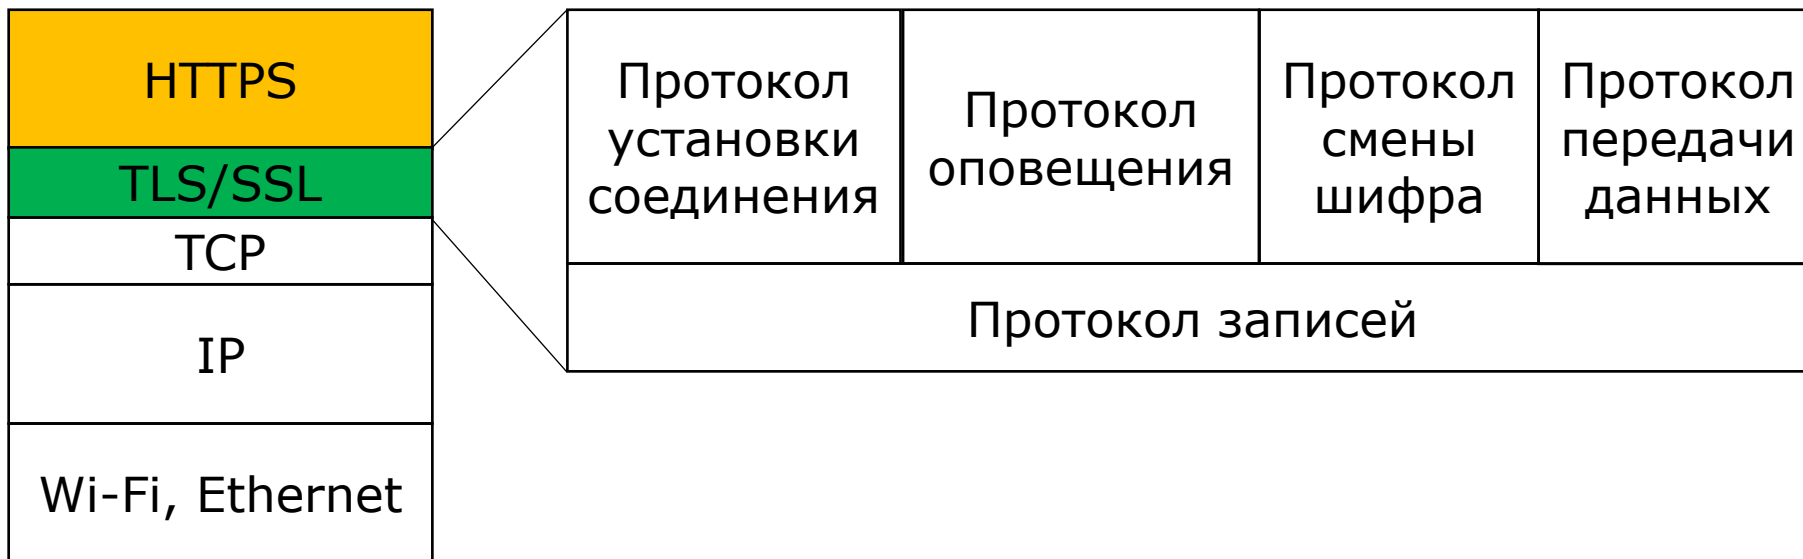 HTTPS
TLS/SSL
TCP
IP
Wi-Fi, Ethernet
Протокол
установки
соединения
Протокол
оповещения
Протокол
смены
шифра
Протокол
передачи
данных
Протокол записей